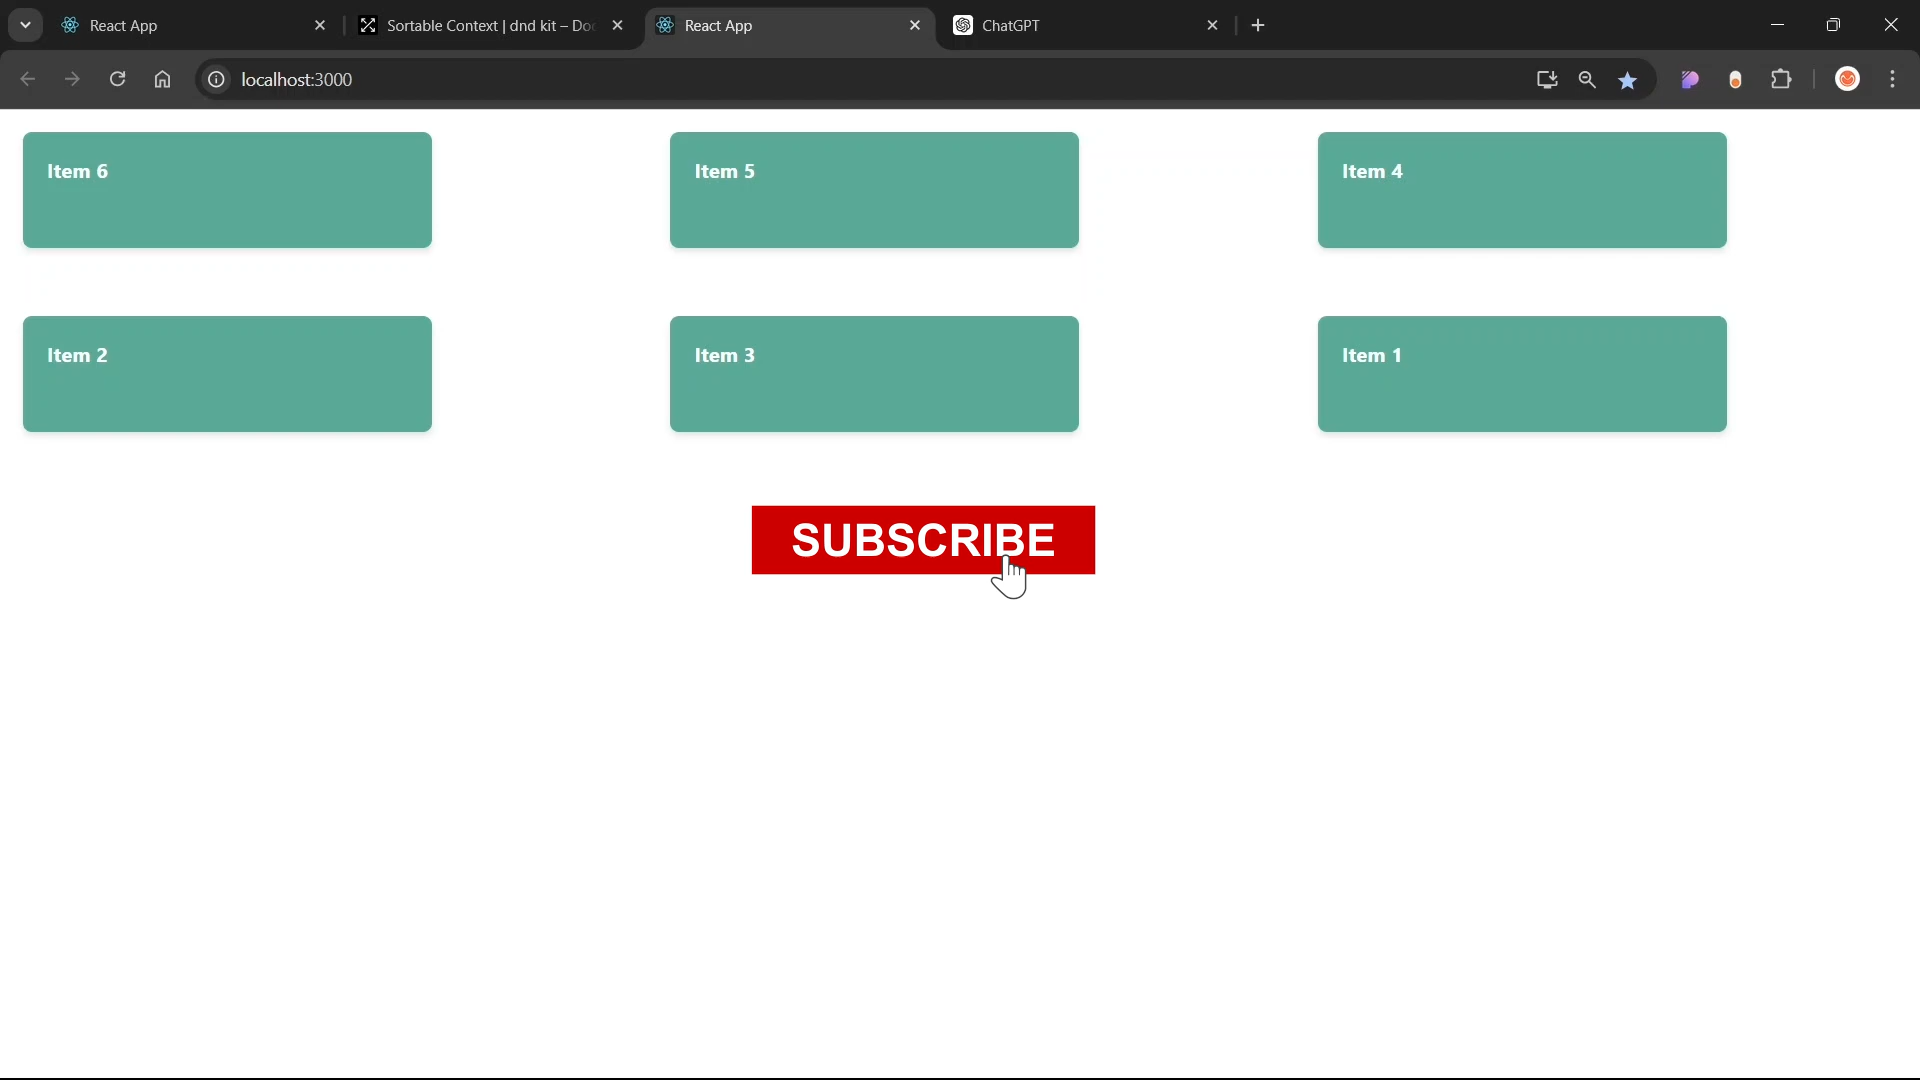 React App
Sortable Context | dnd kit – Do
React App
ChatGPT
localhost:3000
Item 6
Item 5
Item 4
Item 2
Item 3
Item 1
SUBSCRIBE